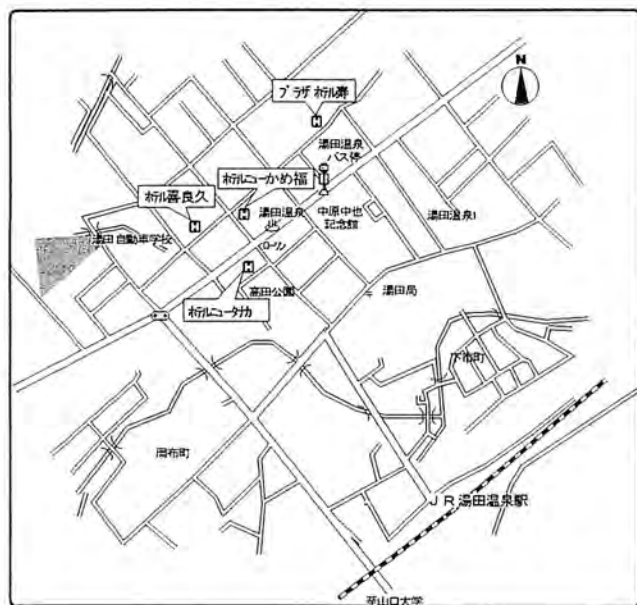 N
プラザ ホテル寿
湯田温泉
バス停
ホテルニューかめ福
ホテル喜良久
湯田温泉
中原中也
記念館
湯田温泉1
湯田自動車学校
ローソン
高田公園
湯田局
ホテルニュータナカ
下市町
周布町
JR湯田温泉駅
至山口大学